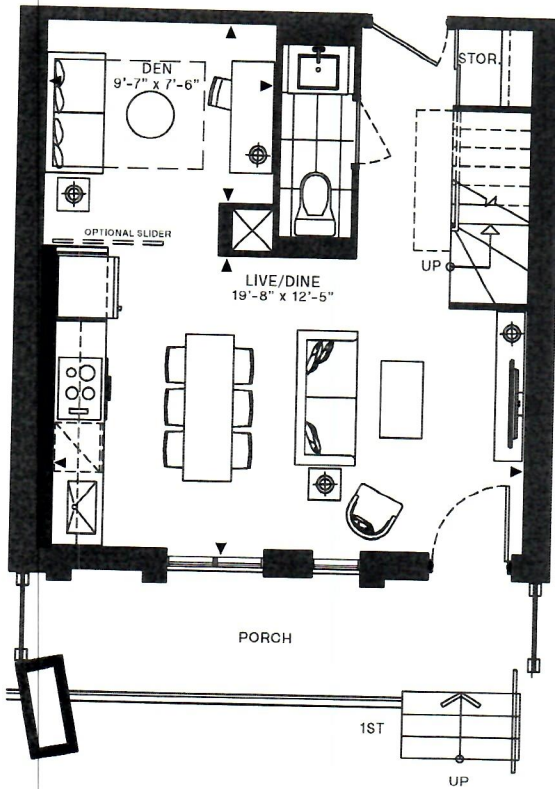 STOR.
DEN
9'-7" x 7'-6"
OPTIONAL SLIDER
UP
LIVE/DINE
19'-8" x 12'-5"
PORCH
1ST
UP